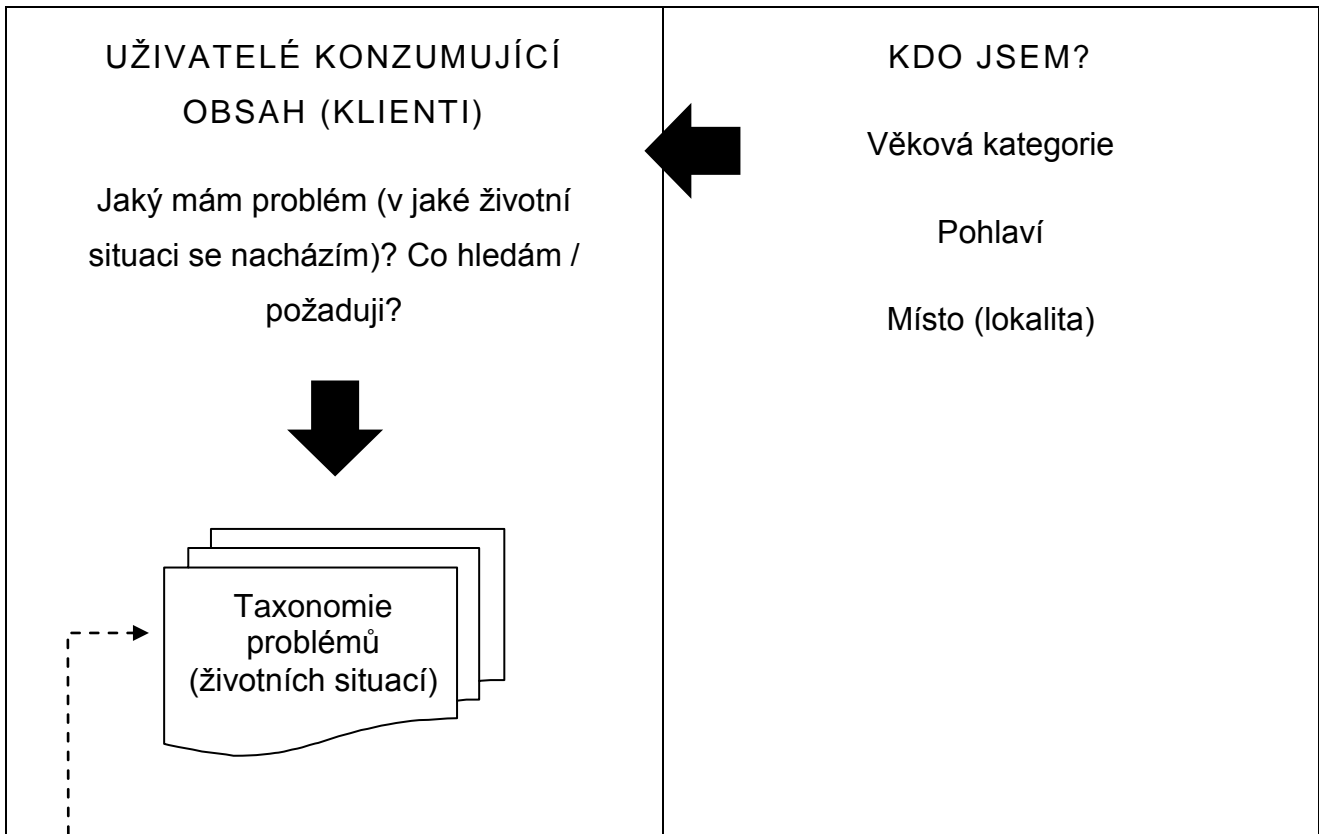 UŽIVATELÉ KONZUMUJÍCÍ
OBSAH (KLIENTI)
Jaký mám problém (v jaké životní
situaci se nacházím)? Co hledám /
požaduji?
Taxonomie
problémů
(životních situací)
KDO JSEM?
Věková kategorie
Pohlaví
Místo (lokalita)